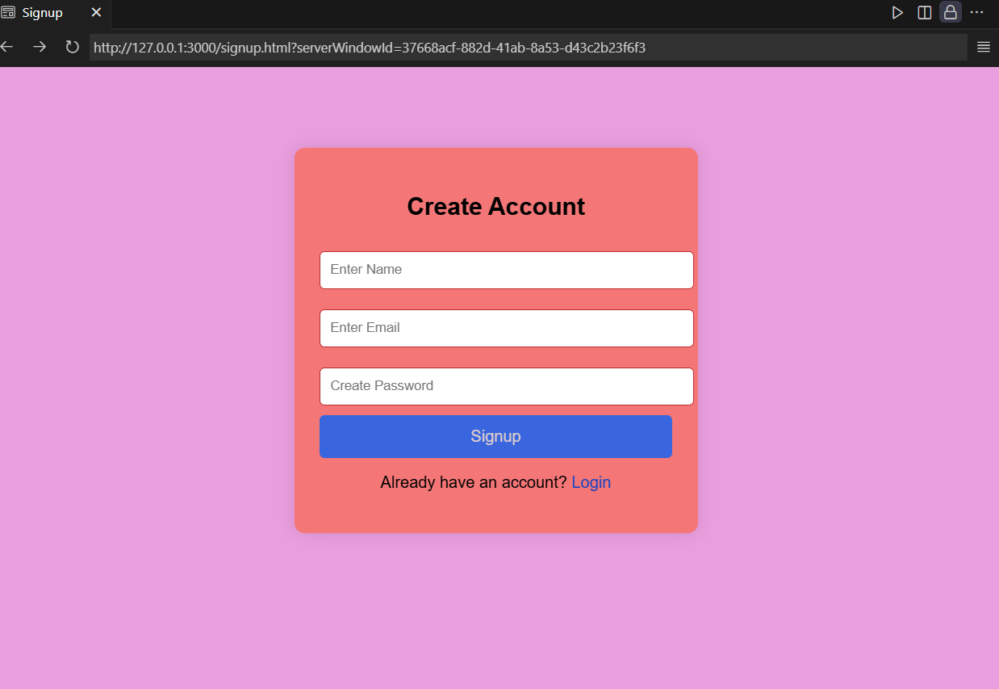 Signup
http://127.0.0.1:3000/signup.html?serverWindowId=37668acf-882d-41ab-8a53-d43c2b23f6f3
Create Account
Enter Name
Enter Email
Create Password
Signup
Already have an account? Login